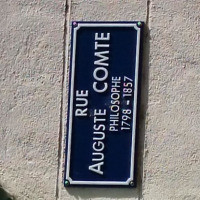 RUE
AUGUSTE COMTE
PHILOSOPHE
1798 - 1857